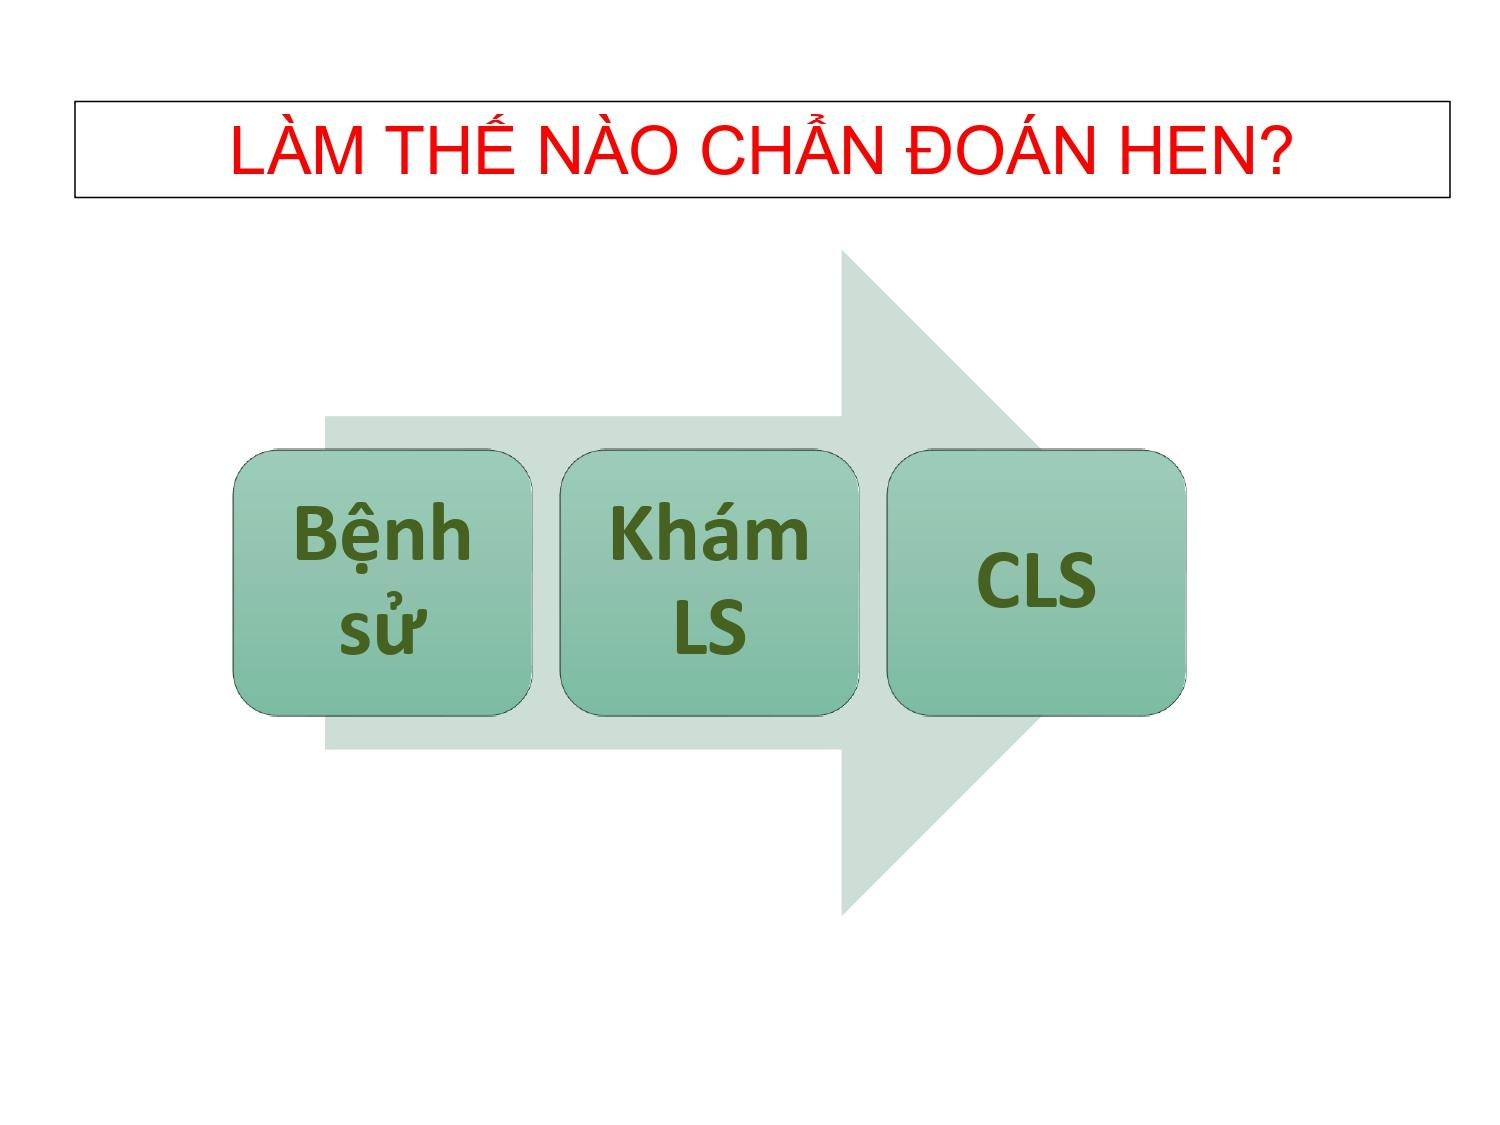 LÀM THẾ NÀO CHẨN ĐOÁN HEN?
Bệnh
sử
Khám
LS
CLS